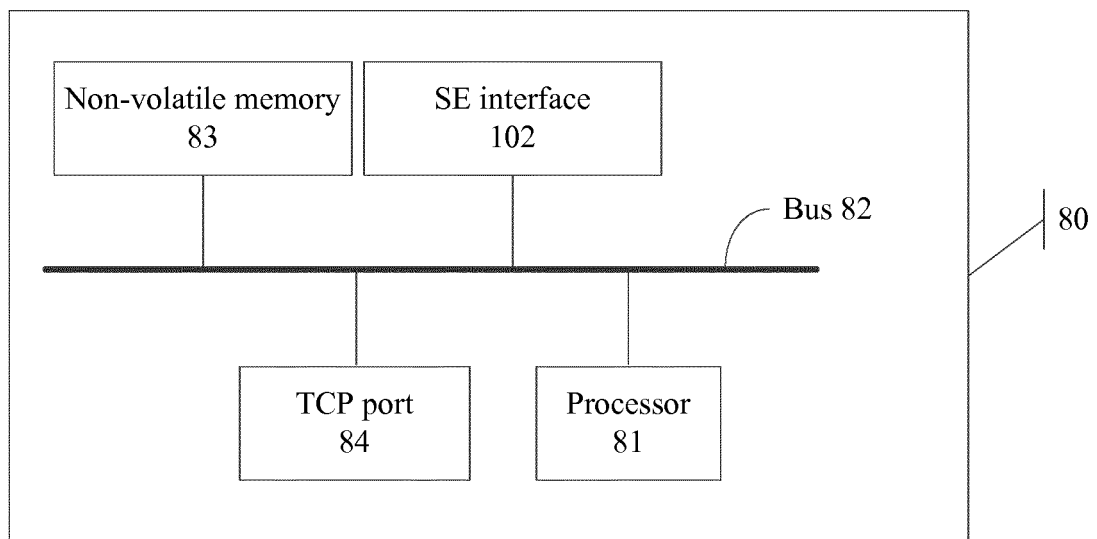 Non-volatile memory
83
SE interface
102
Bus 82
80
TCP port
84
Processor
81